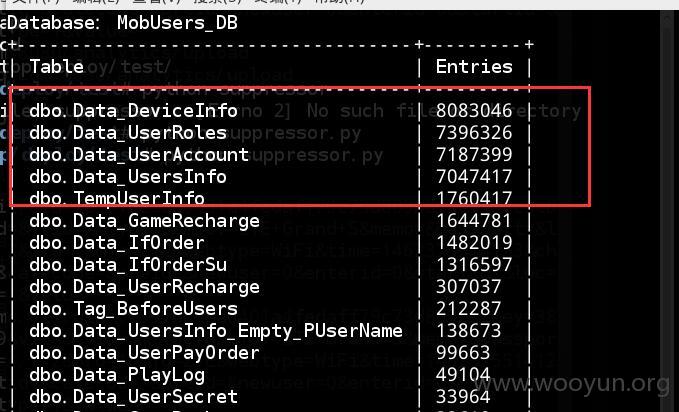 Database: MobUsers_DB
Table | Entries
dbo.Data_DeviceInfo | 8083046
dbo.Data_UserRoles | 7396326
dbo.Data_UserAccount | 7187399
dbo.Data_UsersInfo | 7047417
dbo.TempUserInfo | 1760417
dbo.Data_GameRecharge | 1644781
dbo.Data_IfOrder | 1482019
dbo.Data_IfOrderSu | 1316597
dbo.Data_UserRecharge | 307037
dbo.Tag_BeforeUsers | 212287
dbo.Data_UsersInfo_Empty_PUserName | 138673
dbo.Data_UserPayOrder | 99663
dbo.Data_PlayLog | 49104
dbo.Data_UserSecret | 33964
www.wooyun.org